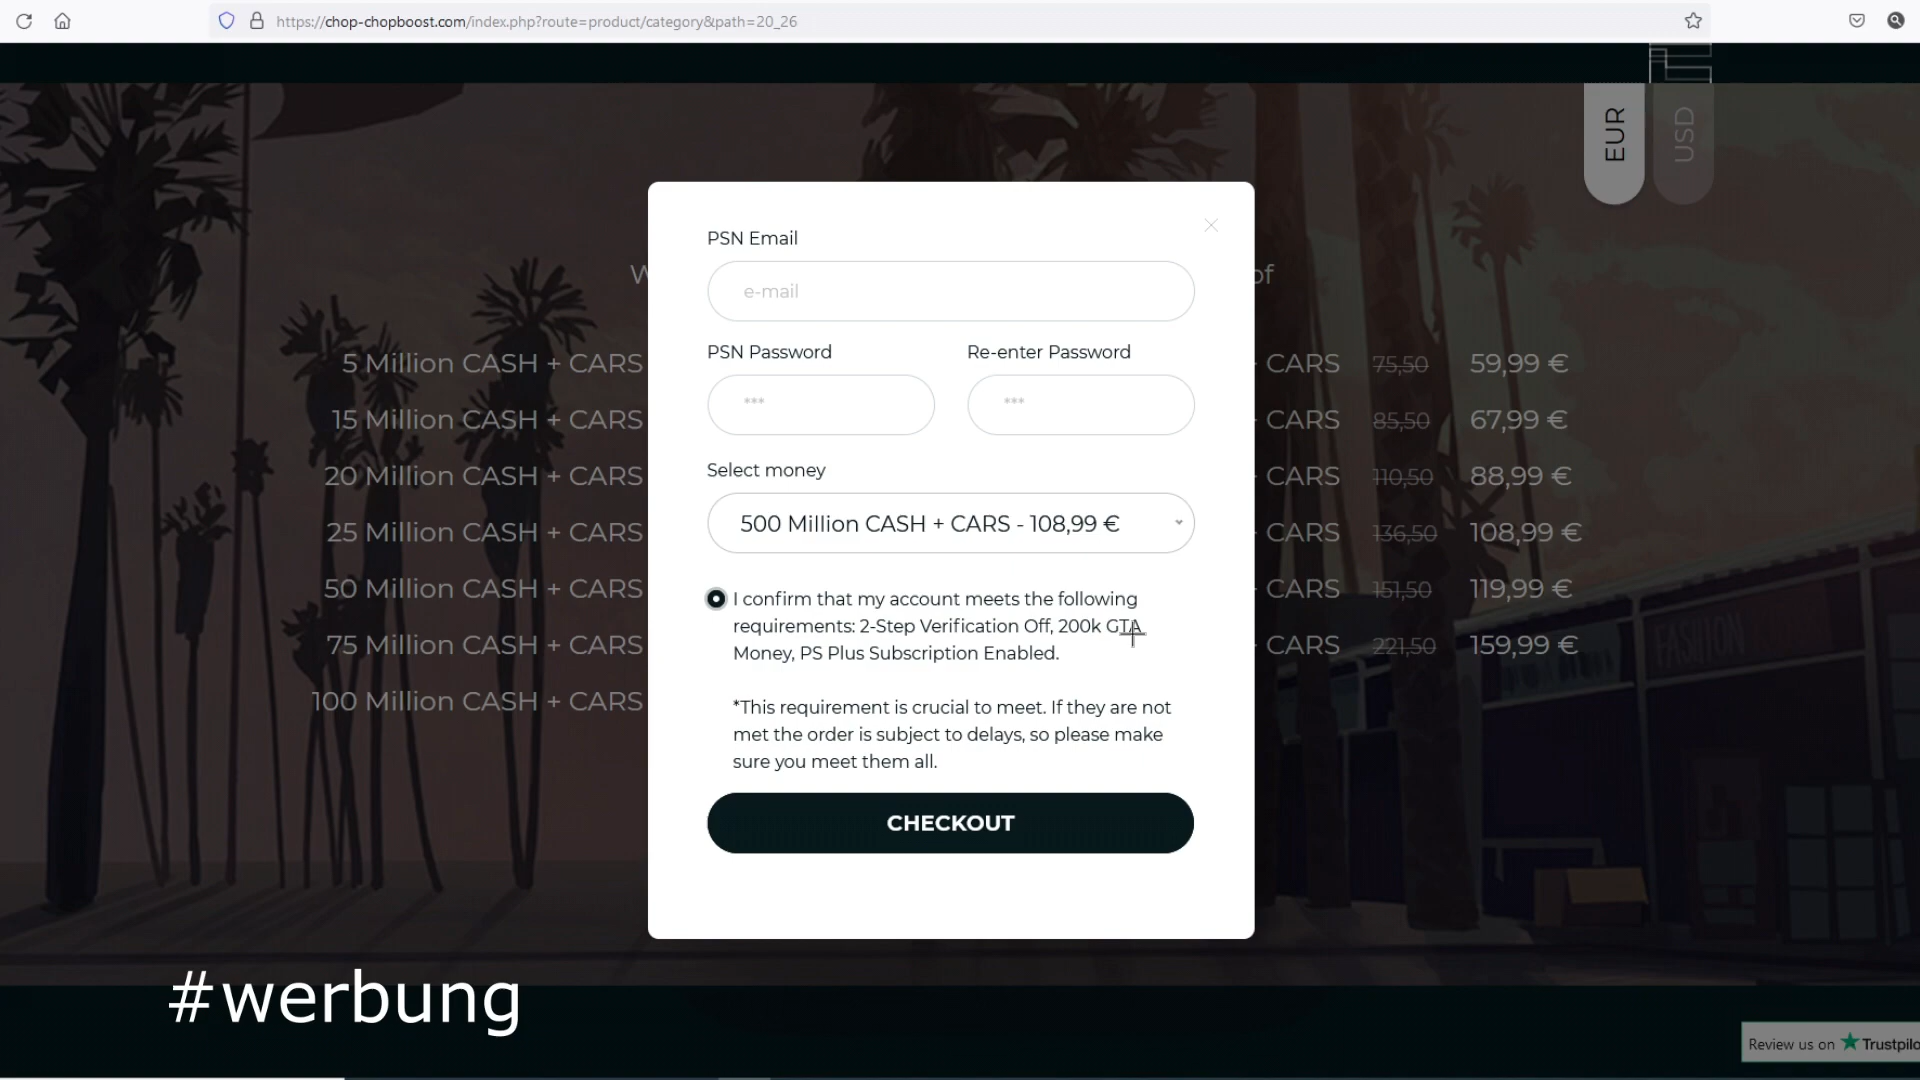 https://chop-chopboost.com/index.php?route=product/category&path=20_26
EUR
USD
PSN Email
e-mail
W
of
PSN Password
Re-enter Password
***
***
5 Million CASH + CARS
CARS 75,50 59,99 €
15 Million CASH + CARS
CARS 85,50 67,99 €
Select money
20 Million CASH + CARS
CARS 110,50 88,99 €
500 Million CASH + CARS - 108,99 €
25 Million CASH + CARS
CARS 136,50 108,99 €
50 Million CASH + CARS
CARS 151,50 119,99 €
I confirm that my account meets the following
requirements: 2-Step Verification Off, 200k GTA
Money, PS Plus Subscription Enabled.
75 Million CASH + CARS
CARS 221,50 159,99 €
100 Million CASH + CARS
*This requirement is crucial to meet. If they are not
met the order is subject to delays, so please make
sure you meet them all.
CHECKOUT
#werbung
Review us on Trustpilo